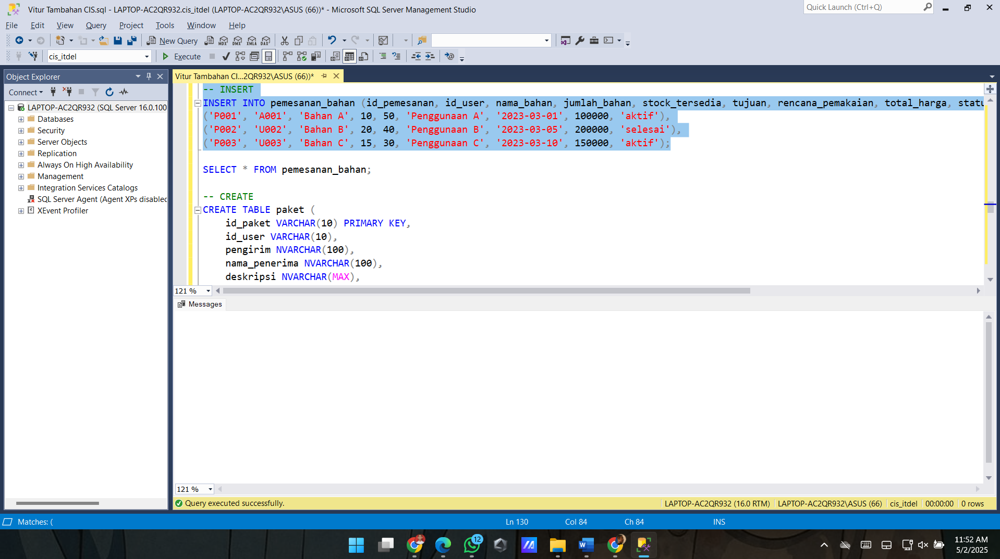 Vitur Tambahan CIS.sql - LAPTOP-AC2QR932.cis_itdel (LAPTOP-AC2QR932\ASUS (66))* - Microsoft SQL Server Management Studio
Quick Launch (Ctrl+Q)
File Edit View Query Project Tools Window Help
New Query
MDX DMX XMLA DAX
cis_itdel
Execute
Object Explorer
Vitur Tambahan CI...2QR932\ASUS (66))*
Connect
LAPTOP-AC2QR932 (SQL Server 16.0.100
Databases
Security
Server Objects
Replication
Always On High Availability
Management
Integration Services Catalogs
SQL Server Agent (Agent XPs disabled
XEvent Profiler
-- INSERT
INSERT INTO pemesanan_bahan (id_pemesanan, id_user, nama_bahan, jumlah_bahan, stock_tersedia, tujuan, rencana_pemakaian, total_harga, statu
('P001', 'A001', 'Bahan A', 10, 50, 'Penggunaan A', '2023-03-01', 100000, 'aktif'),
('P002', 'U002', 'Bahan B', 20, 40, 'Penggunaan B', '2023-03-05', 200000, 'selesai'),
('P003', 'U003', 'Bahan C', 15, 30, 'Penggunaan C', '2023-03-10', 150000, 'aktif');
SELECT * FROM pemesanan_bahan;
-- CREATE
CREATE TABLE paket (
id_paket VARCHAR(10) PRIMARY KEY,
id_user VARCHAR(10),
pengirim NVARCHAR(100),
nama_penerima NVARCHAR(100),
deskripsi NVARCHAR(MAX),
121 %
Messages
121 %
Query executed successfully.
LAPTOP-AC2QR932 (16.0 RTM) LAPTOP-AC2QR932\ASUS (66) cis_itdel 00:00:00 0 rows
Matches: (
Ln 130 Col 84 Ch 84 INS
12
11:52 AM
5/2/2025